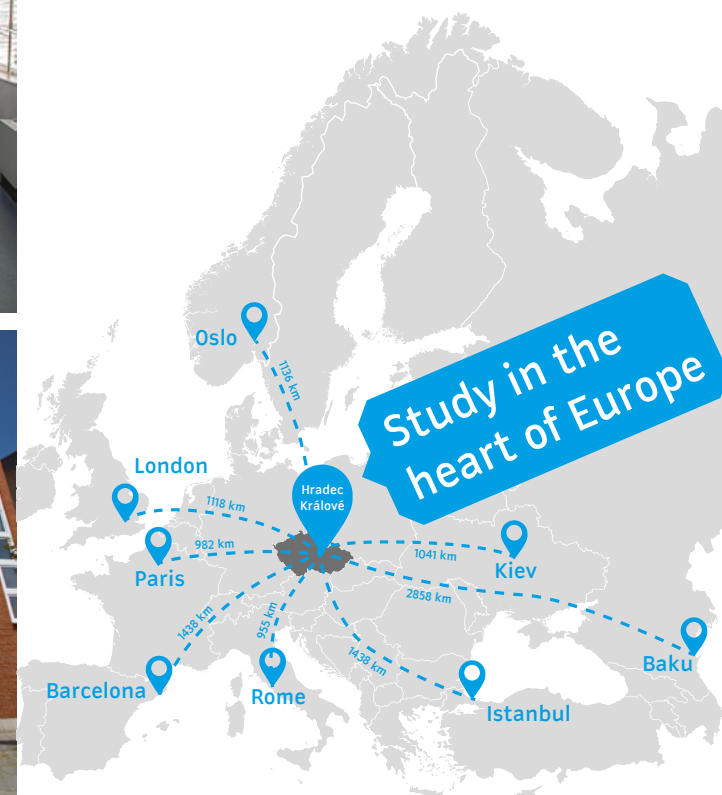 Oslo
1136 km
Study in the
heart of Europe
London
Hradec
Králové
1118 km
982 km
Paris
1041 km
Kiev
2858 km
1438 km
955 km
1438 km
Baku
Barcelona
Rome
Istanbul